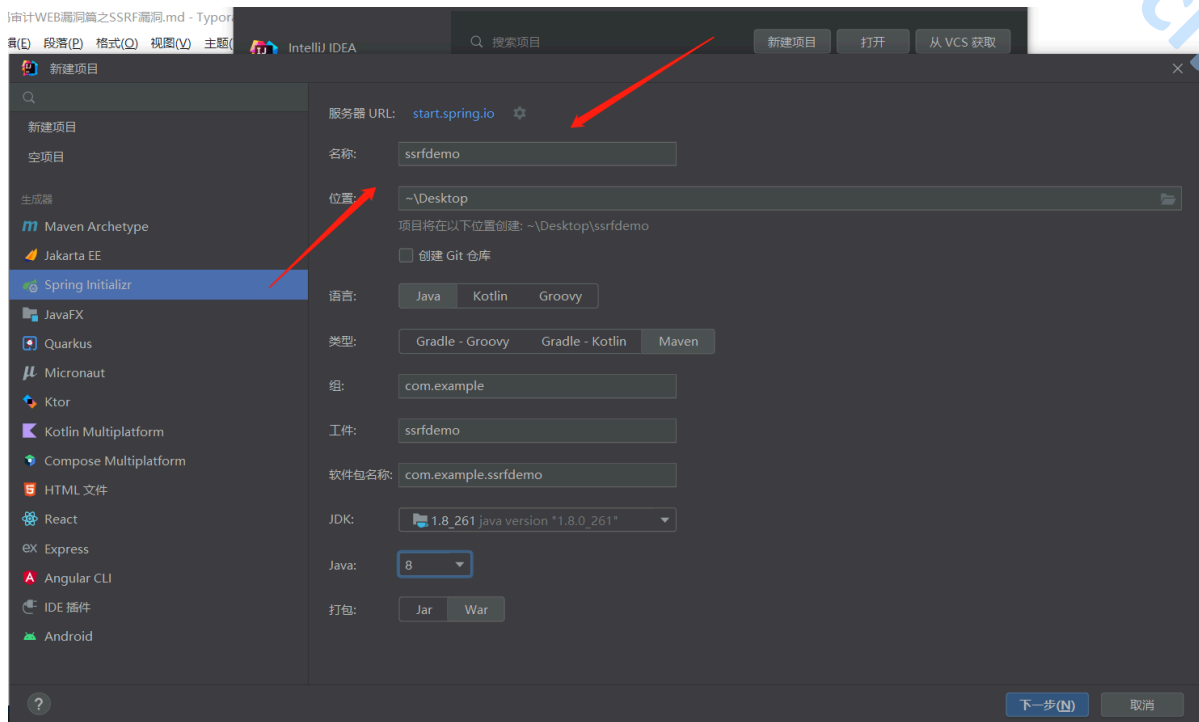 审计WEB漏洞篇之SSRF漏洞.md - Typor
辑(E) 段落(P) 格式(O) 视图(V) 主题(
IntelliJ IDEA
搜索项目
新建项目 打开 从 VCS 获取
新建项目
新建项目
空项目
生成器
Maven Archetype
Jakarta EE
Spring Initializr
JavaFX
Quarkus
Micronaut
Ktor
Kotlin Multiplatform
Compose Multiplatform
HTML 文件
React
Express
Angular CLI
IDE 插件
Android
服务器 URL: start.spring.io
名称: ssrfdemo
位置: ~\Desktop
项目将在以下位置创建: ~\Desktop\ssrfdemo
创建 Git 仓库
语言: Java Kotlin Groovy
类型: Gradle - Groovy Gradle - Kotlin Maven
组: com.example
工件: ssrfdemo
软件包名称: com.example.ssrfdemo
JDK: 1.8_261 java version "1.8.0_261"
Java: 8
打包: Jar War
? 下一步(N) 取消